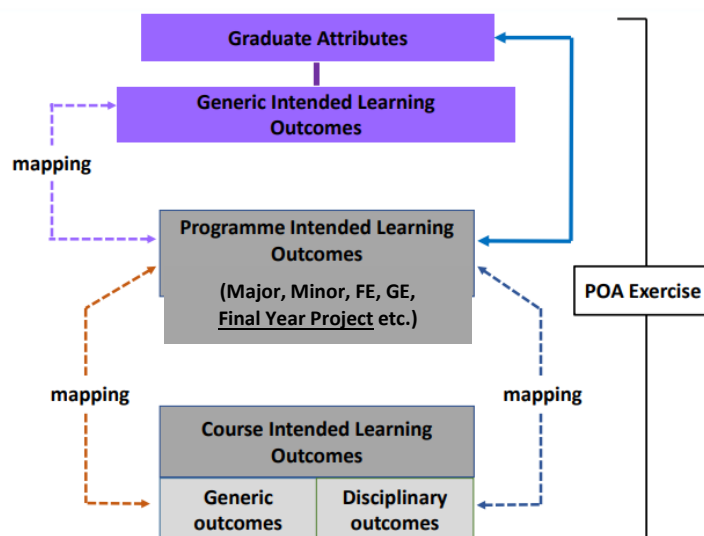 Graduate Attributes
Generic Intended Learning
Outcomes
mapping
Programme Intended Learning
Outcomes
(Major, Minor, FE, GE,
Final Year Project etc.)
POA Exercise
mapping
mapping
Course Intended Learning
Outcomes
Generic
outcomes
Disciplinary
outcomes